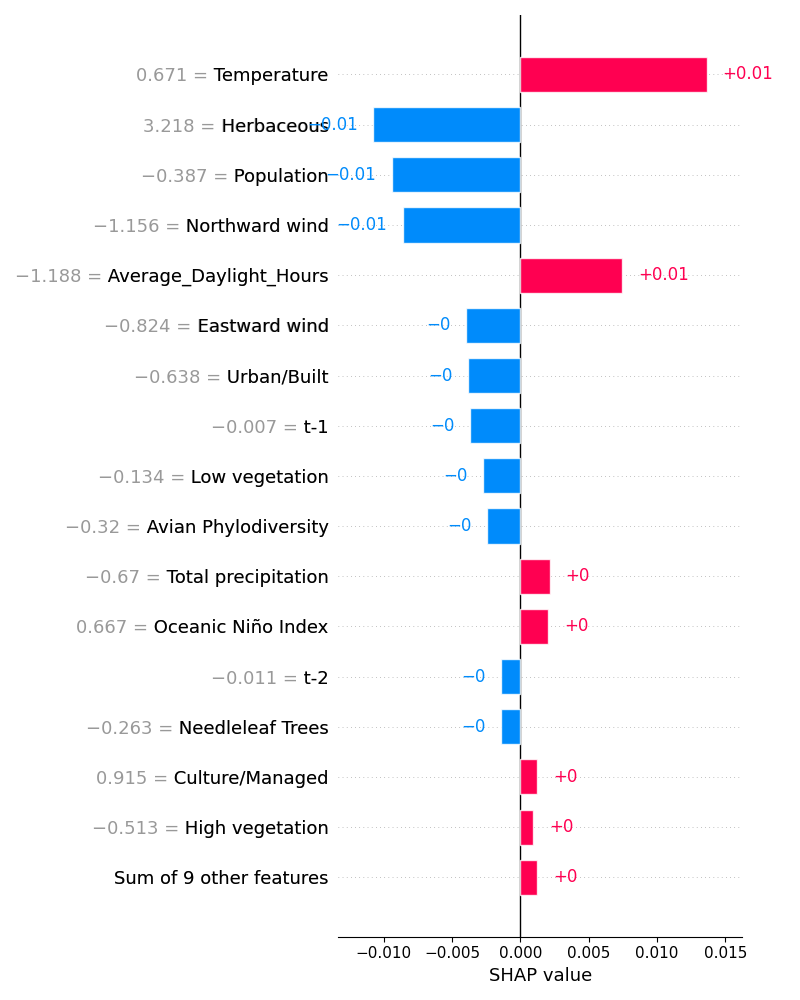 0.671 = Temperature +0.01
3.218 = Herbaceous −0.01
−0.387 = Population −0.01
−1.156 = Northward wind −0.01
−1.188 = Average_Daylight_Hours +0.01
−0.824 = Eastward wind −0
−0.638 = Urban/Built −0
−0.007 = t-1 −0
−0.134 = Low vegetation −0
−0.32 = Avian Phylodiversity −0
−0.67 = Total precipitation +0
0.667 = Oceanic Niño Index +0
−0.011 = t-2 −0
−0.263 = Needleleaf Trees −0
0.915 = Culture/Managed +0
−0.513 = High vegetation +0
Sum of 9 other features +0
−0.010 −0.005 0.000 0.005 0.010 0.015
SHAP value